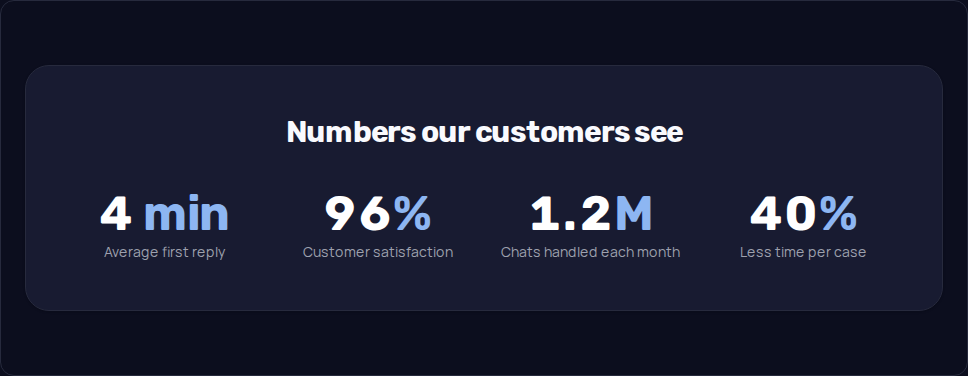 Numbers our customers see
4 min
Average first reply
96%
Customer satisfaction
1.2M
Chats handled each month
40%
Less time per case